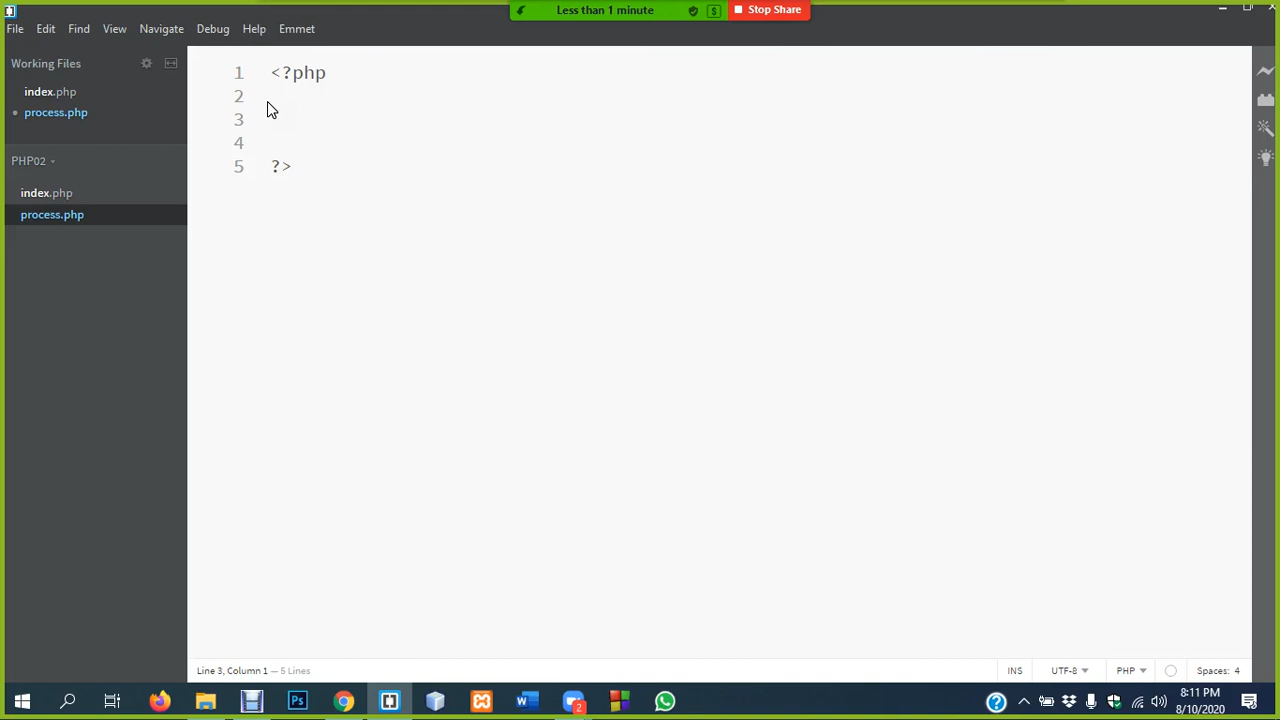 Less than 1 minute
$
Stop Share
File Edit Find View Navigate Debug Help Emmet
Working Files
index.php
process.php
PHP02
index.php
process.php
1 <?php
2
3
4
5 ?>
Line 3, Column 1 — 5 Lines
INS
UTF-8
PHP
Spaces: 4
Ps
W
2
?
8:11 PM
8/10/2020